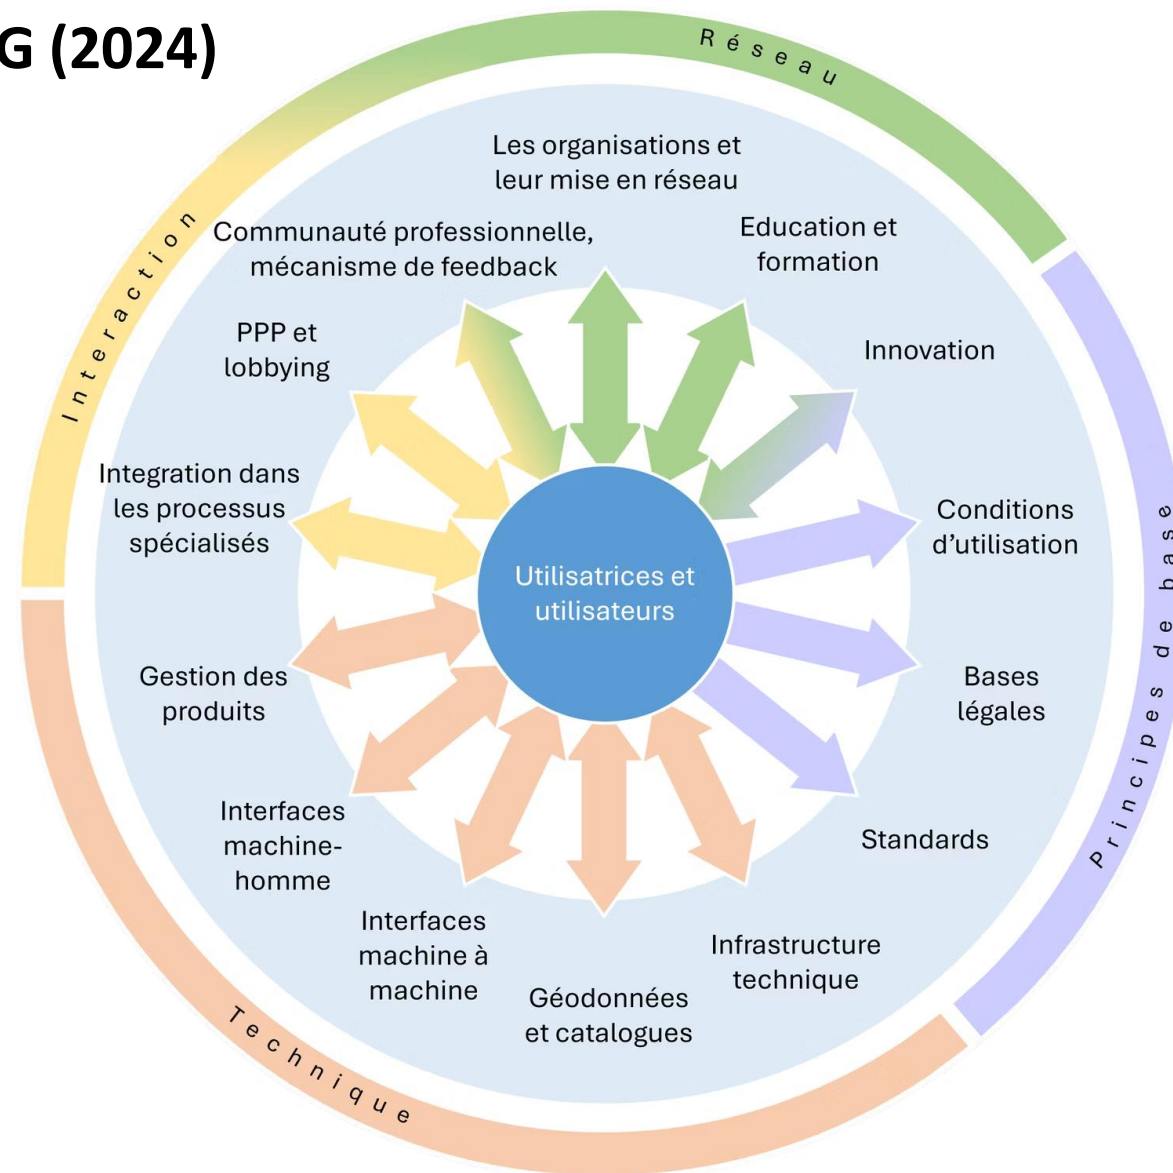 G (2024)
Réseau
Les organisations et
leur mise en réseau
Communauté professionnelle,
mécanisme de feedback
Education et
formation
PPP et
lobbying
Innovation
Interaction
Integration dans
les processus
spécialisés
Conditions
d’utilisation
Utilisatrices et
utilisateurs
Principes de base
Gestion des
produits
Bases
légales
Interfaces
machine-
homme
Standards
Interfaces
machine à
machine
Infrastructure
technique
Géodonnées
et catalogues
Technique